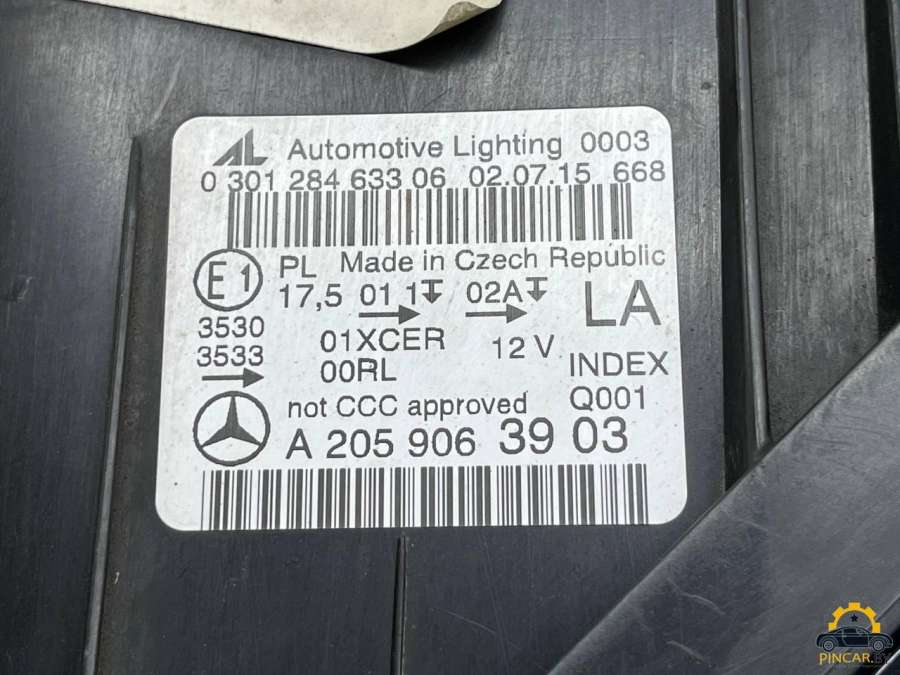 AL Automotive Lighting 0003
0 301 284 633 06 02.07.15 668
E1 PL Made in Czech Republic
17,5 01 1 02A LA
3530 01XCER 12 V
3533 00RL INDEX
not CCC approved Q001
A 205 906 3903
PINCAR.BY